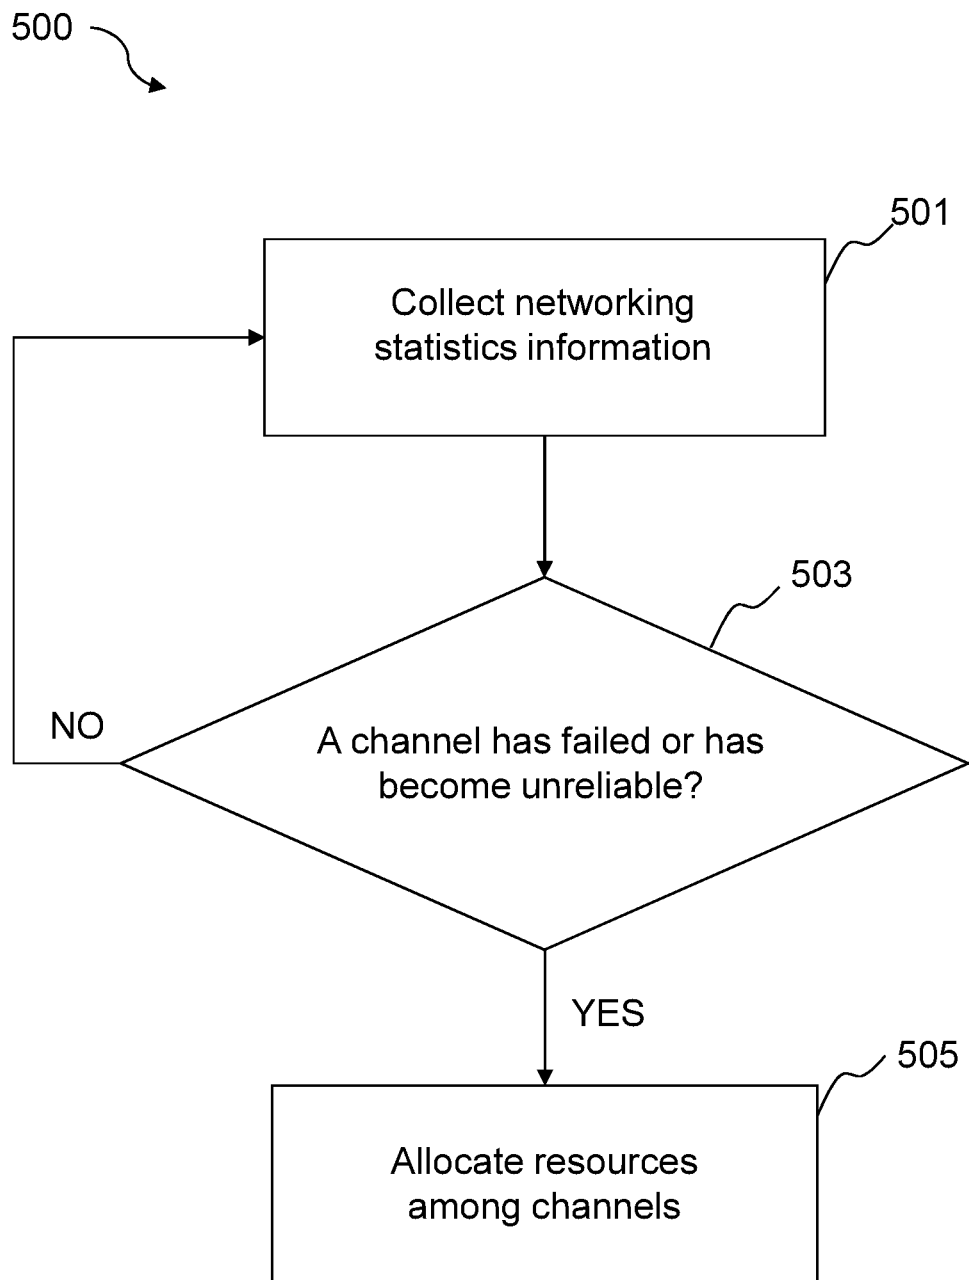 500
501
Collect networking
statistics information
503
NO
A channel has failed or has
become unreliable?
YES
505
Allocate resources
among channels